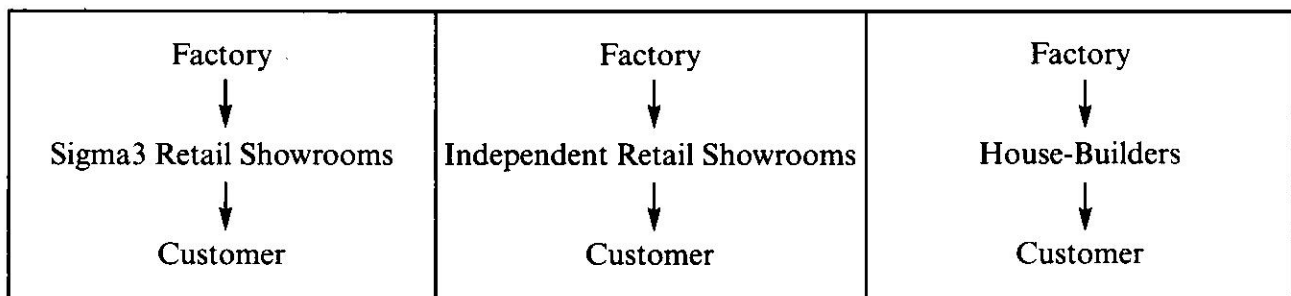 Factory
Sigma3 Retail Showrooms
Customer
Factory
Independent Retail Showrooms
Customer
Factory
House-Builders
Customer